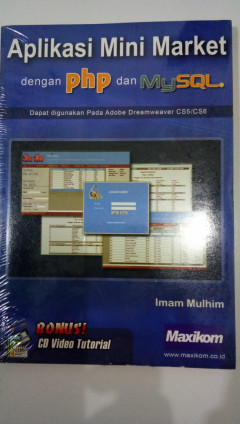 Aplikasi Mini Market
dengan php dan MySQL.
Dapat digunakan Pada Adobe Dreamweaver CS5/CS6
Imam Mulhim
BONUS!
CD Video Tutorial
Maxikom
www.maxikom.co.id